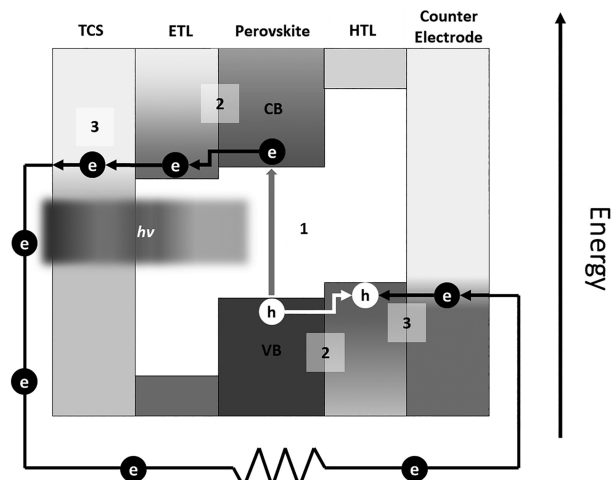 TCS
ETL
Perovskite
HTL
Counter
Electrode
2
CB
3
e
e
e
hv
1
e
h
h
e
3
VB
2
e
e
e
Energy